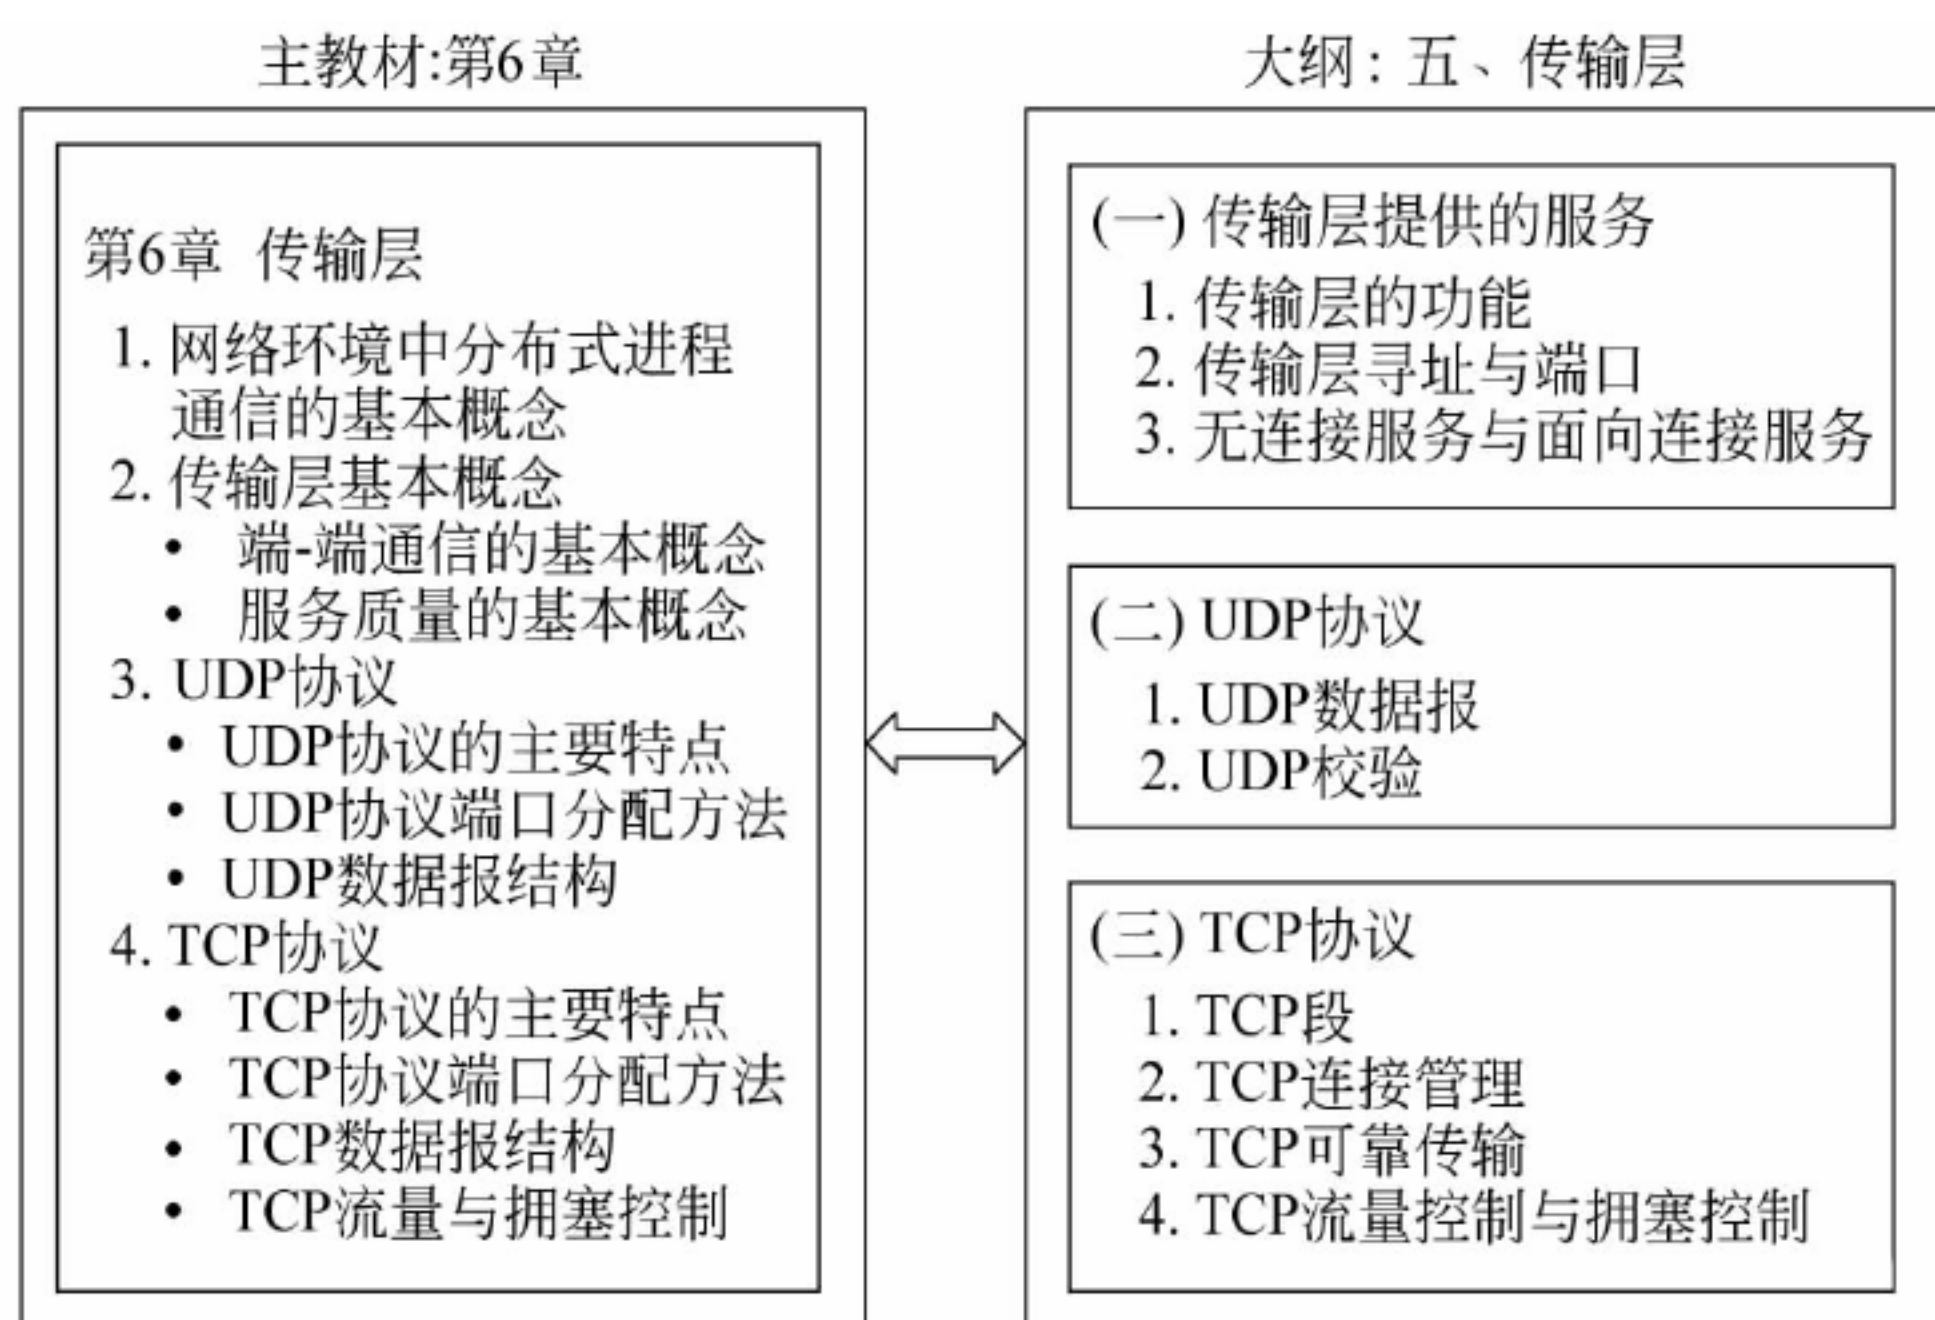 主教材:第6章
第6章 传输层
1. 网络环境中分布式进程
通信的基本概念
2. 传输层基本概念
• 端-端通信的基本概念
• 服务质量的基本概念
3. UDP协议
• UDP协议的主要特点
• UDP协议端口分配方法
• UDP数据报结构
4. TCP协议
• TCP协议的主要特点
• TCP协议端口分配方法
• TCP数据报结构
• TCP流量与拥塞控制
大纲: 五、传输层
(一) 传输层提供的服务
1. 传输层的功能
2. 传输层寻址与端口
3. 无连接服务与面向连接服务
(二) UDP协议
1. UDP数据报
2. UDP校验
(三) TCP协议
1. TCP段
2. TCP连接管理
3. TCP可靠传输
4. TCP流量控制与拥塞控制